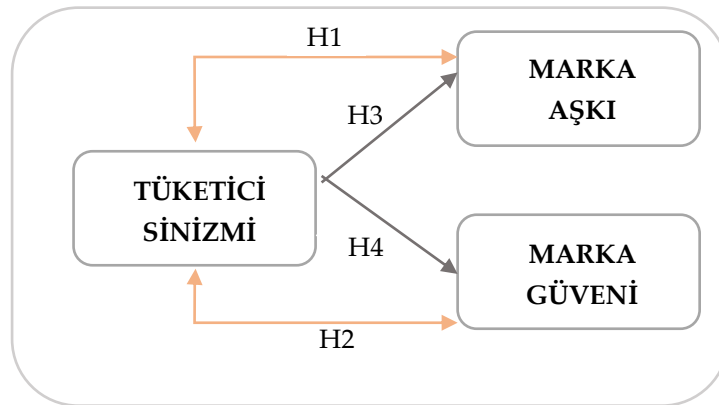 H1
MARKA
AŞKI
H3
TÜKETİCİ
SİNİZMİ
H4
MARKA
GÜVENİ
H2